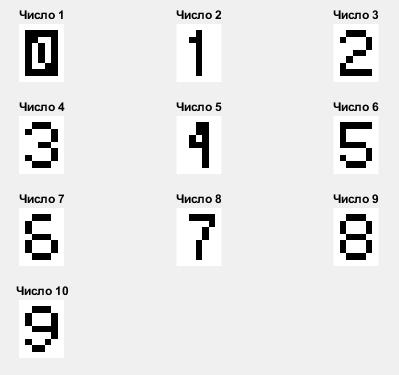 Число 1 Число 2 Число 3
0 1 2
Число 4 Число 5 Число 6
3 4 5
Число 7 Число 8 Число 9
6 7 8
Число 10
9